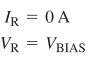 I_R = 0 A
V_R = V_BIAS